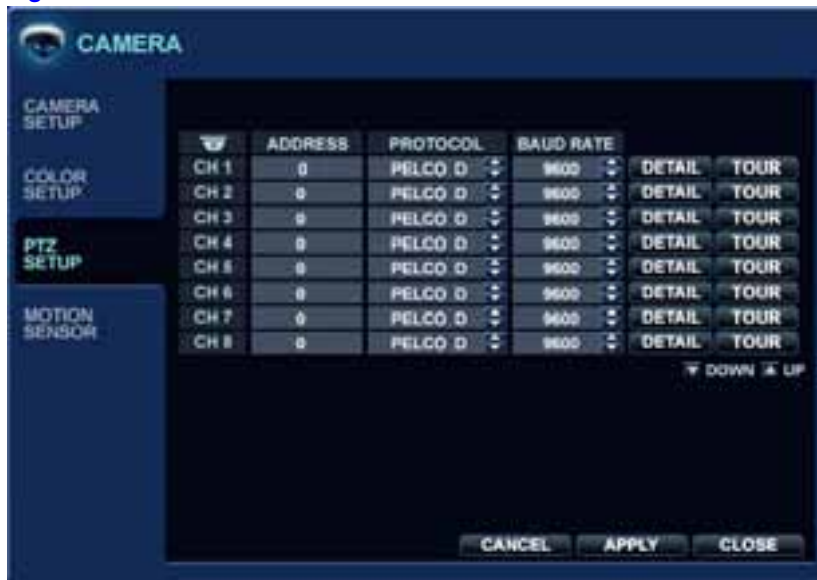 CAMERA
CAMERA
SETUP
COLOR
SETUP
PTZ
SETUP
MOTION
SENSOR
ADDRESS PROTOCOL BAUD RATE
CH 1 0 PELCO D 9600 DETAIL TOUR
CH 2 0 PELCO D 9600 DETAIL TOUR
CH 3 0 PELCO D 9600 DETAIL TOUR
CH 4 0 PELCO D 9600 DETAIL TOUR
CH 5 0 PELCO D 9600 DETAIL TOUR
CH 6 0 PELCO D 9600 DETAIL TOUR
CH 7 0 PELCO D 9600 DETAIL TOUR
CH 8 0 PELCO D 9600 DETAIL TOUR
DOWN UP
CANCEL APPLY CLOSE